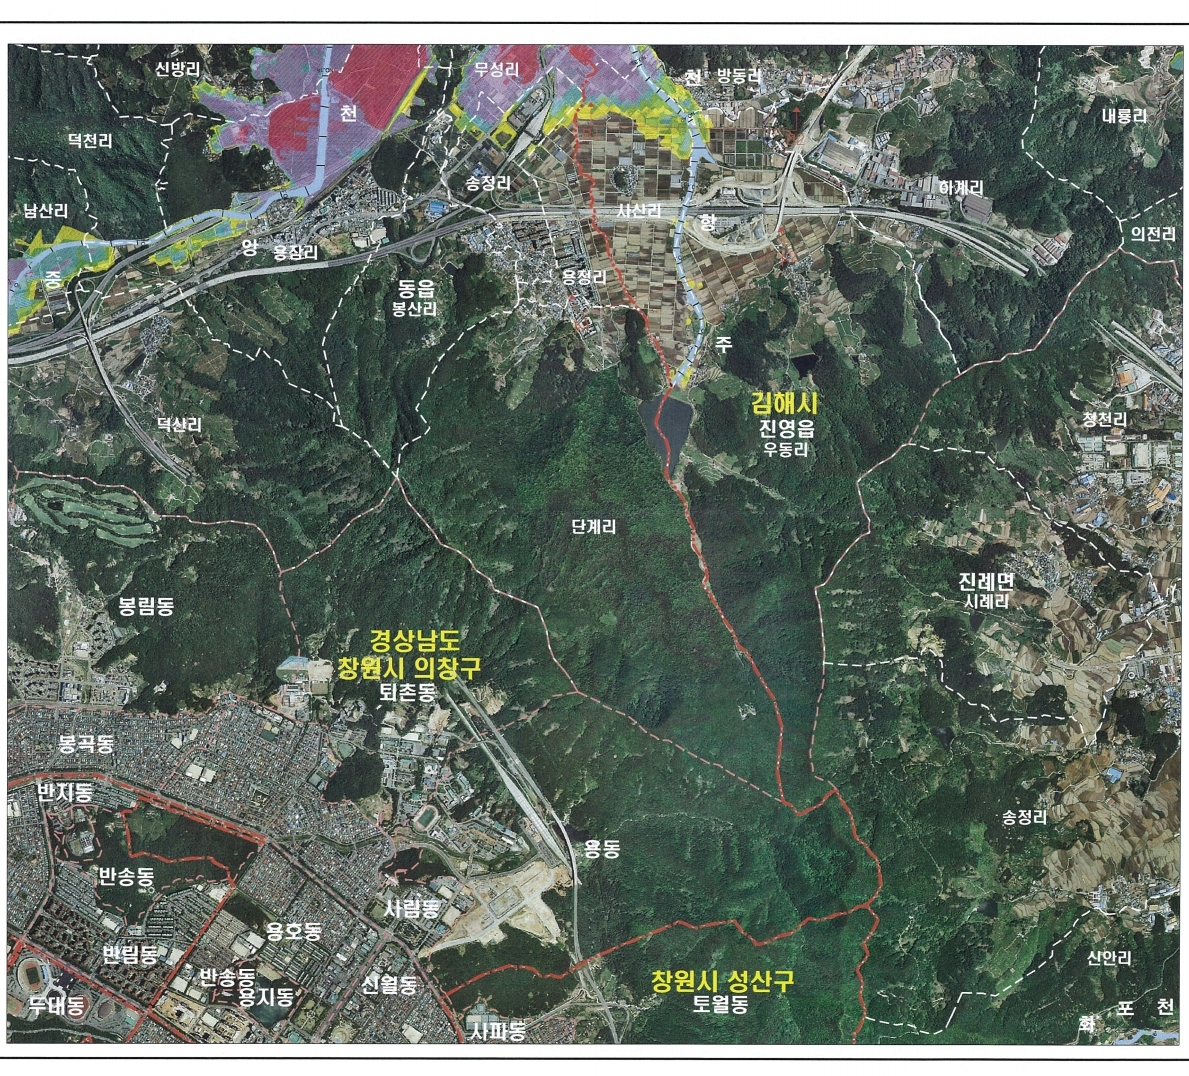 신방리
무성리
천
방동리
천
내룡리
덕천리
송정리
하계리
남산리
사산리
항
의전리
앙
용잠리
중
용정리
동읍
봉산리
주
김해시
진영읍
우동리
청천리
덕산리
단계리
진례면
시례리
봉림동
경상남도
창원시 의창구
퇴촌동
봉곡동
반지동
송정리
용동
반송동
사림동
용호동
반림동
신안리
반송동
용지동
신월동
창원시 성산구
토월동
두대동
사파동
화
포
천